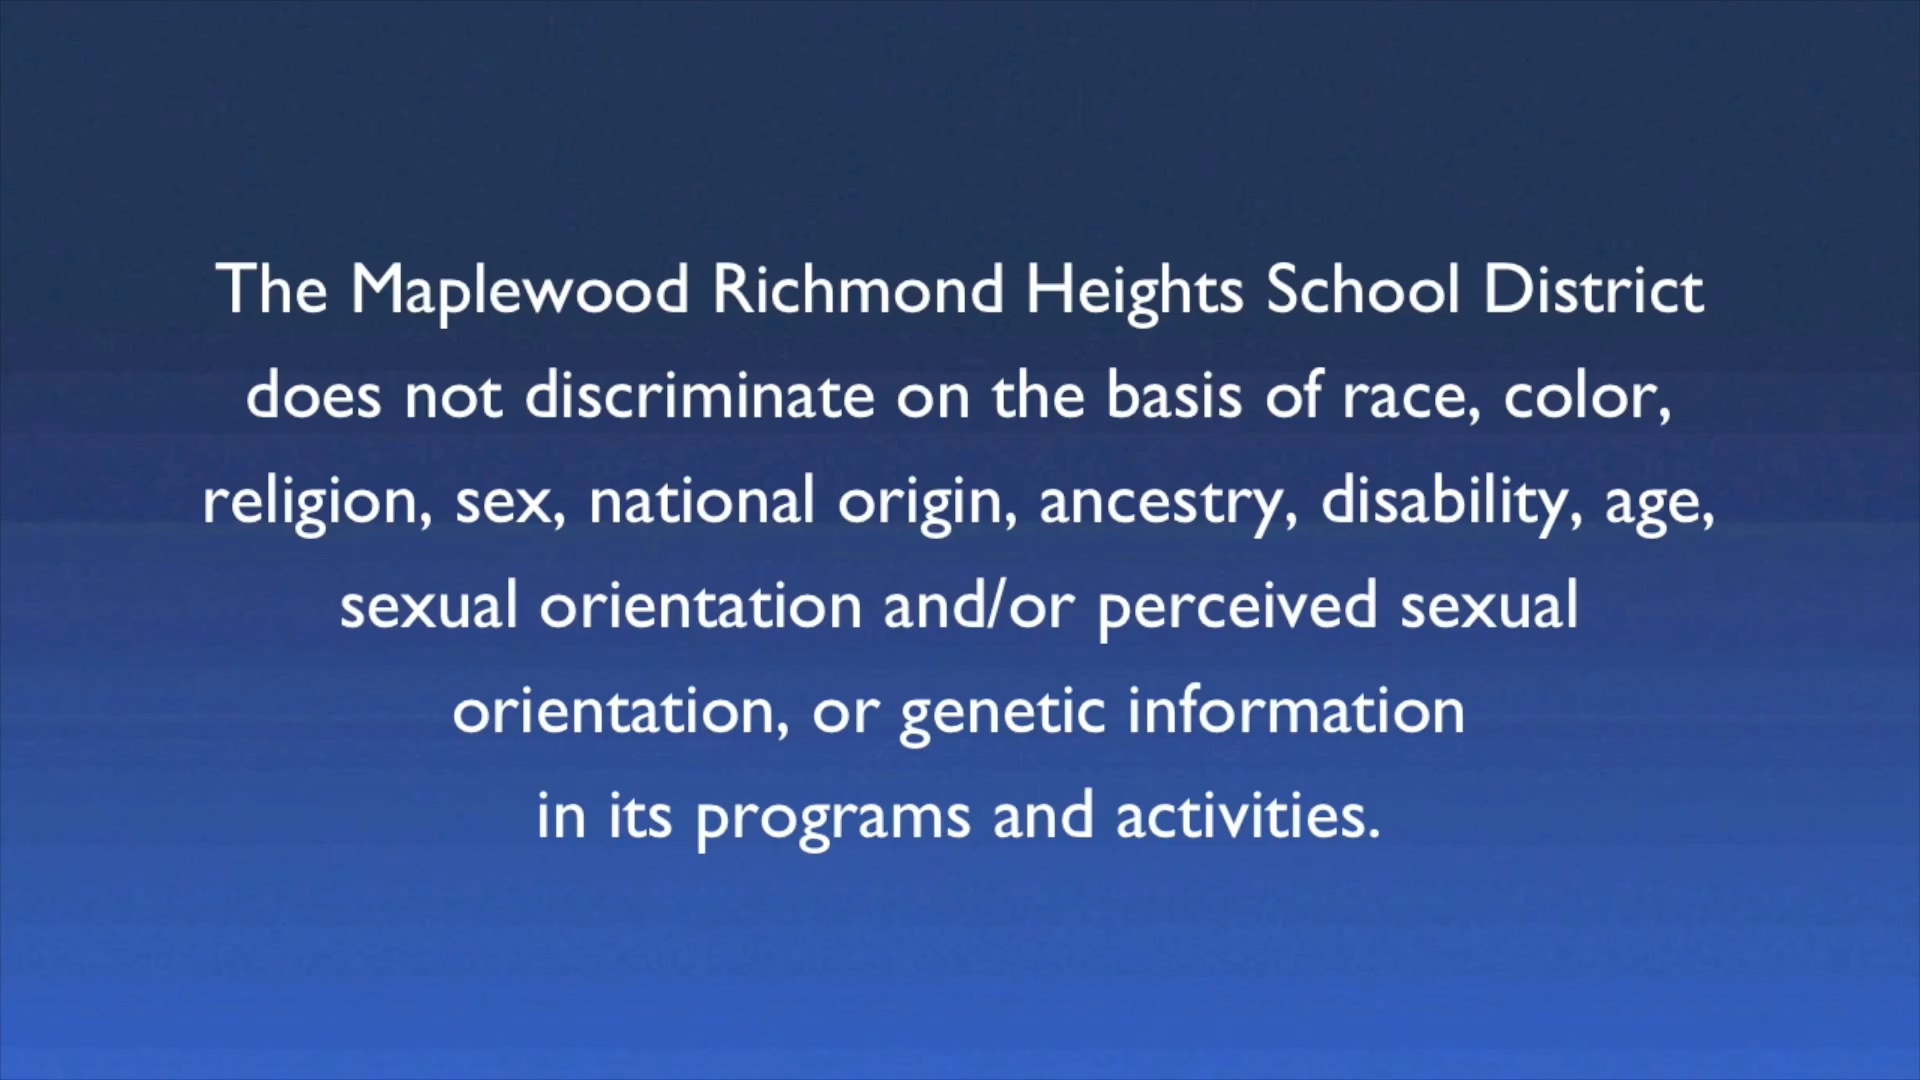 The Maplewood Richmond Heights School District
does not discriminate on the basis of race, color,
religion, sex, national origin, ancestry, disability, age,
sexual orientation and/or perceived sexual
orientation, or genetic information
in its programs and activities.